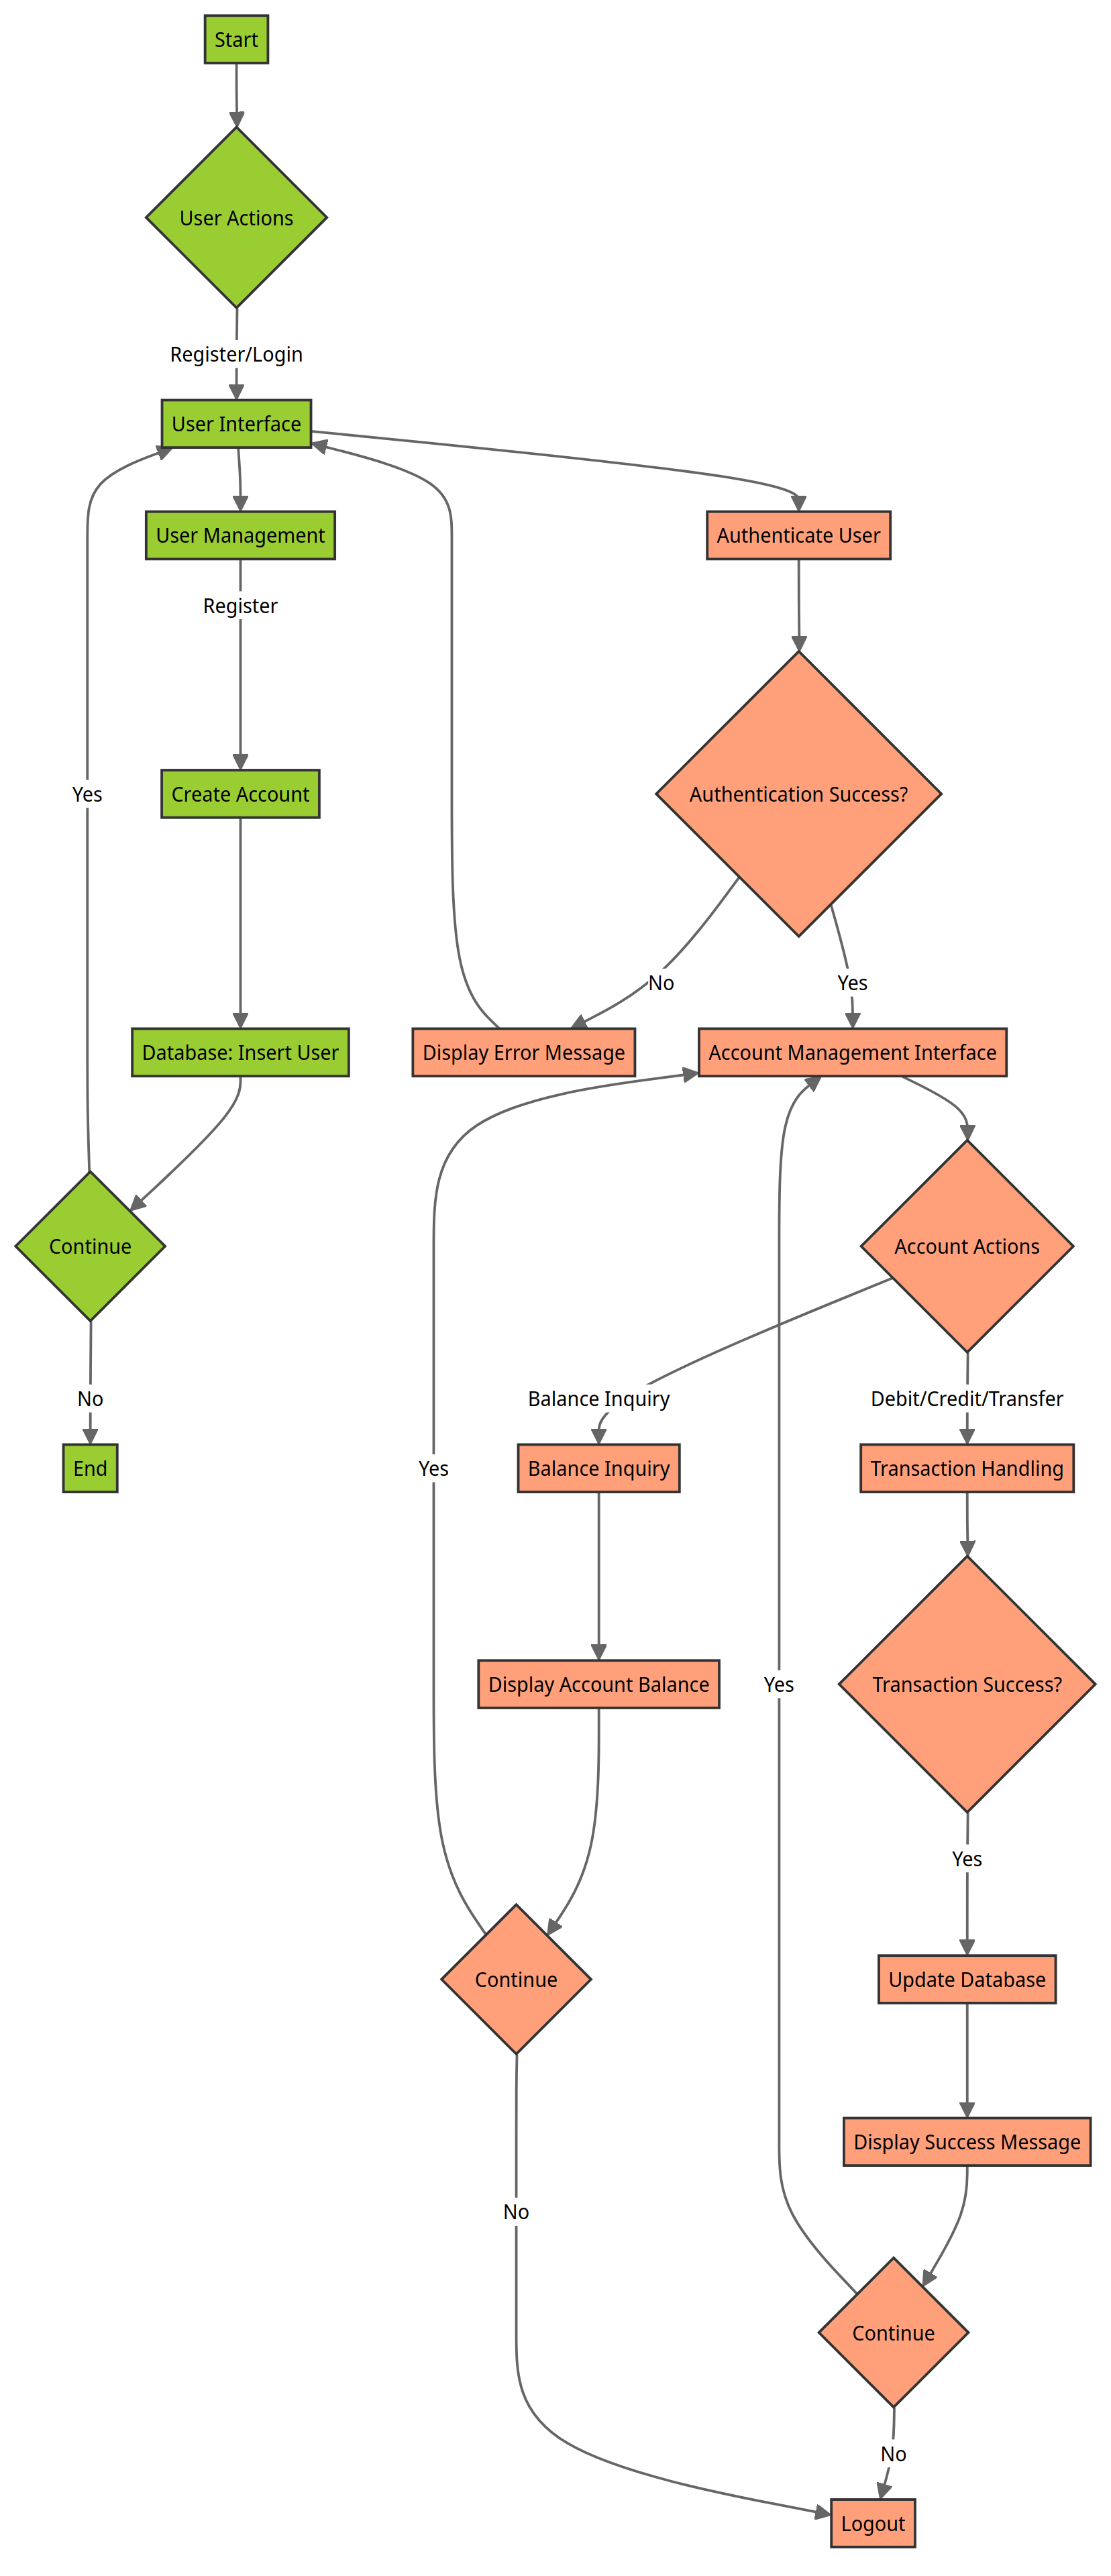 Start
User Actions
Register/Login
User Interface
User Management
Authenticate User
Register
Yes
Create Account
Authentication Success?
No
Yes
Database: Insert User
Display Error Message
Account Management Interface
Continue
Account Actions
No
Balance Inquiry
Debit/Credit/Transfer
End
Yes
Balance Inquiry
Transaction Handling
Display Account Balance
Yes
Transaction Success?
Yes
Continue
Update Database
Display Success Message
No
Continue
No
Logout